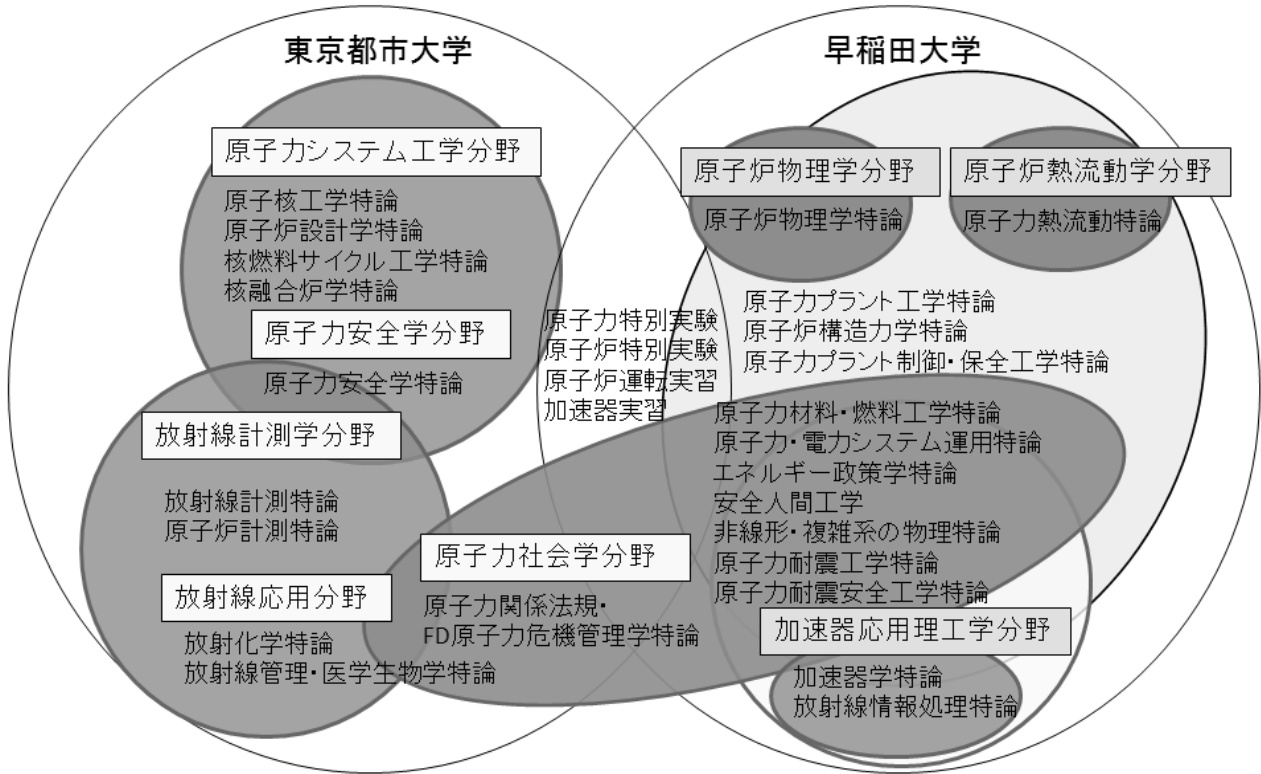 東京都市大学
早稲田大学
原子力システム工学分野
原子核工学特論
原子炉設計学特論
核燃料サイクル工学特論
核融合炉学特論
原子力安全学分野
原子力安全学特論
放射線計測学分野
放射線計測特論
原子炉計測特論
放射線応用分野
放射化学特論
放射線管理・医学生物学特論
原子力特別実験
原子炉特別実験
原子炉運転実習
加速器実習
原子力社会学分野
原子力関係法規・
FD原子力危機管理学特論
原子炉物理学分野
原子炉物理学特論
原子炉熱流動学分野
原子力熱流動特論
原子力プラント工学特論
原子炉構造力学特論
原子力プラント制御・保全工学特論
原子力材料・燃料工学特論
原子力・電力システム運用特論
エネルギー政策学特論
安全人間工学
非線形・複雑系の物理特論
原子力耐震工学特論
原子力耐震安全工学特論
加速器応用理工学分野
加速器学特論
放射線情報処理特論